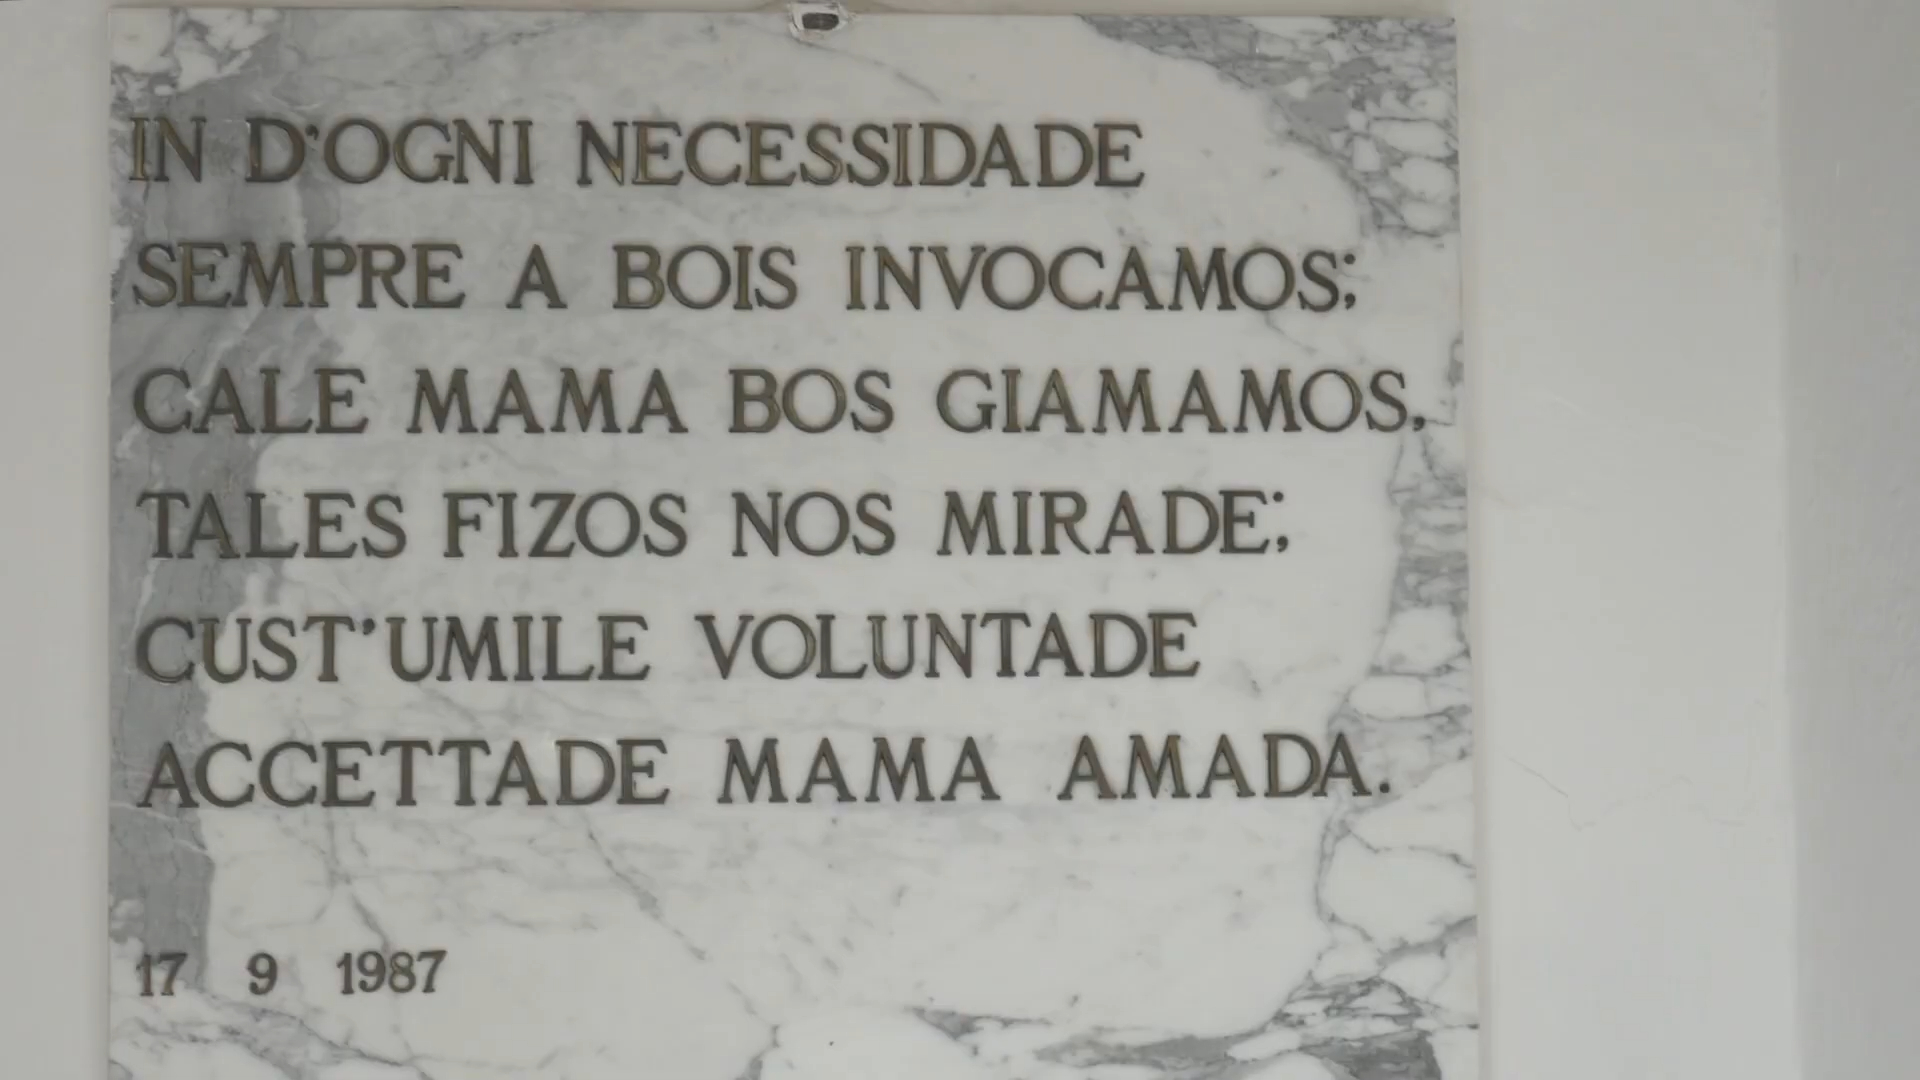 IN D'OGNI NECESSIDADE
SEMPRE A BOIS INVOCAMOS;
CALE MAMA BOS GIAMAMOS,
TALES FIZOS NOS MIRADE;
CUST'UMILE VOLUNTADE
ACCETTADE MAMA AMADA.
17 9 1987